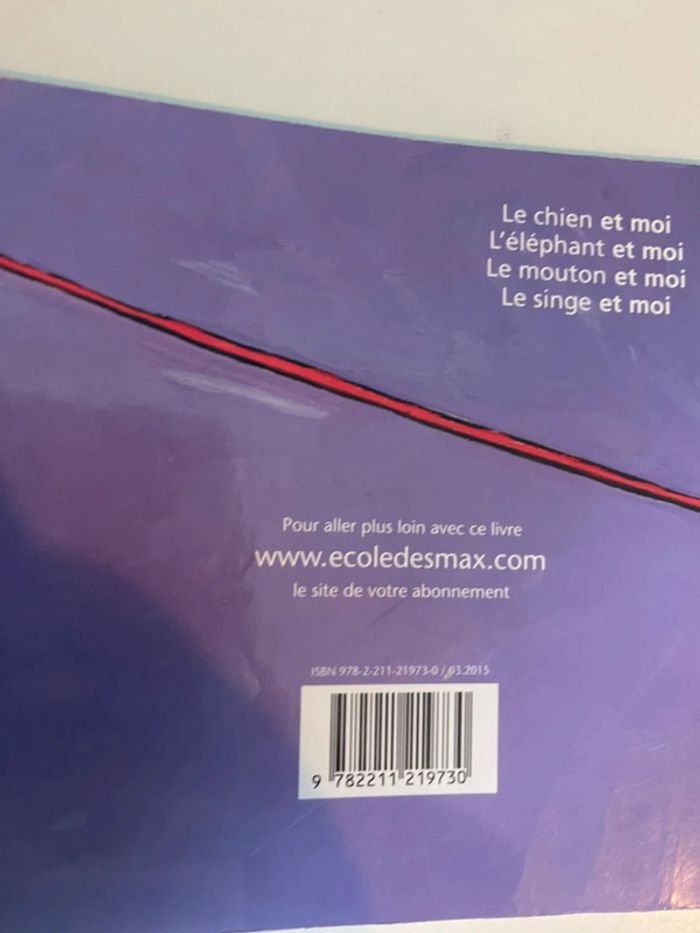 Le chien et moi
L'éléphant et moi
Le mouton et moi
Le singe et moi
Pour aller plus loin avec ce livre
www.ecoledesmax.com
le site de votre abonnement
ISBN 978-2-211-21973-0 / 03.2015
9 782211 219730